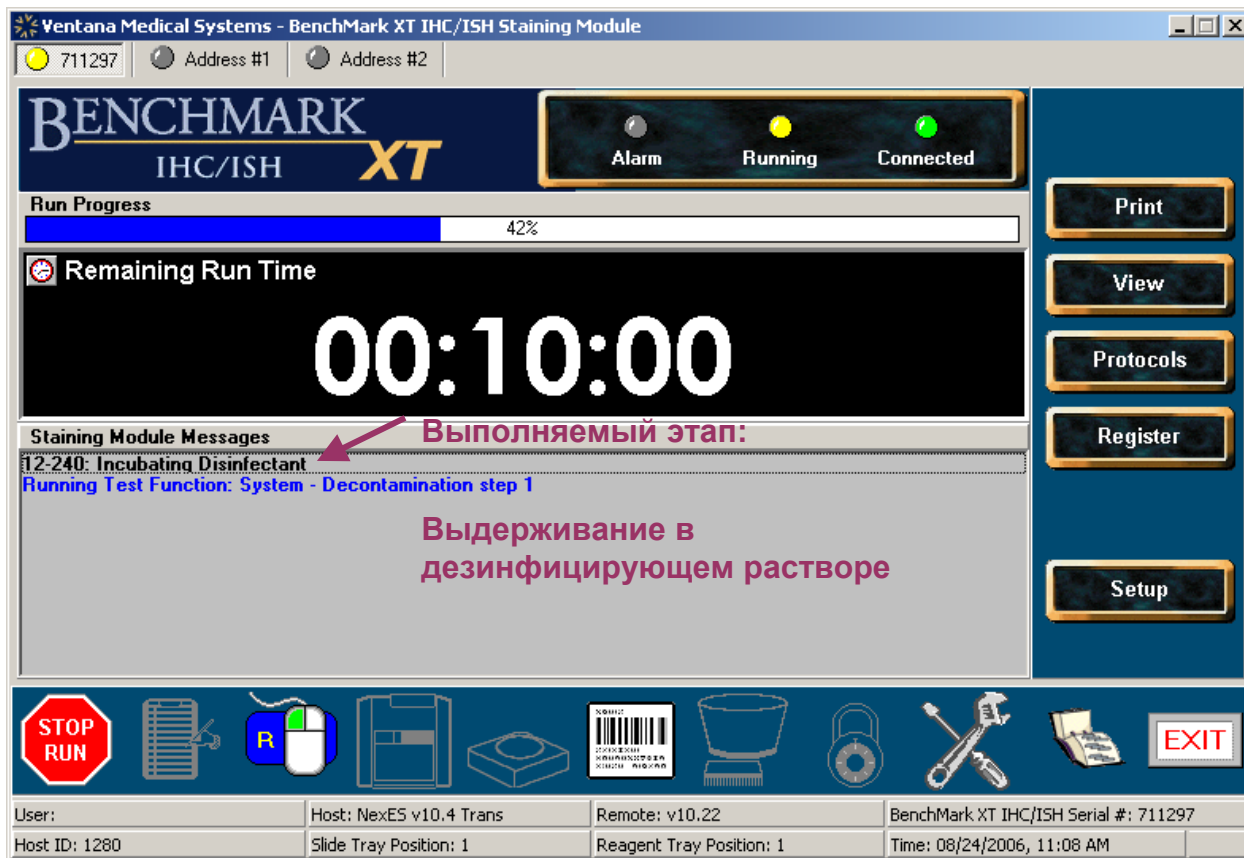 Ventana Medical Systems - BenchMark XT IHC/ISH Staining Module
711297 Address #1 Address #2
BENCHMARK
IHC/ISH XT
Alarm Running Connected
Run Progress
42%
Remaining Run Time
00:10:00
Print
View
Protocols
Register
Setup
Staining Module Messages
Выполняемый этап:
12-240: Incubating Disinfectant
Running Test Function: System - Decontamination step 1
Выдерживание в
дезинфицирующем растворе
STOP
RUN
R
EXIT
User: Host: NexES v10.4 Trans Remote: v10.22 BenchMark XT IHC/ISH Serial #: 711297
Host ID: 1280 Slide Tray Position: 1 Reagent Tray Position: 1 Time: 08/24/2006, 11:08 AM